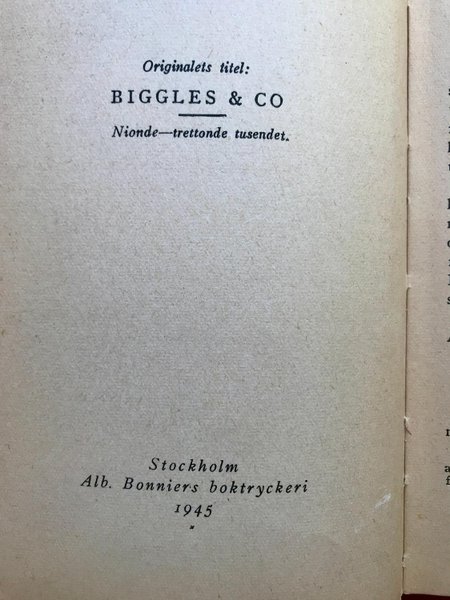 Originalets titel:
BIGGLES & CO
Nionde—trettonde tusendet.
Stockholm
Alb. Bonniers boktryckeri
1945